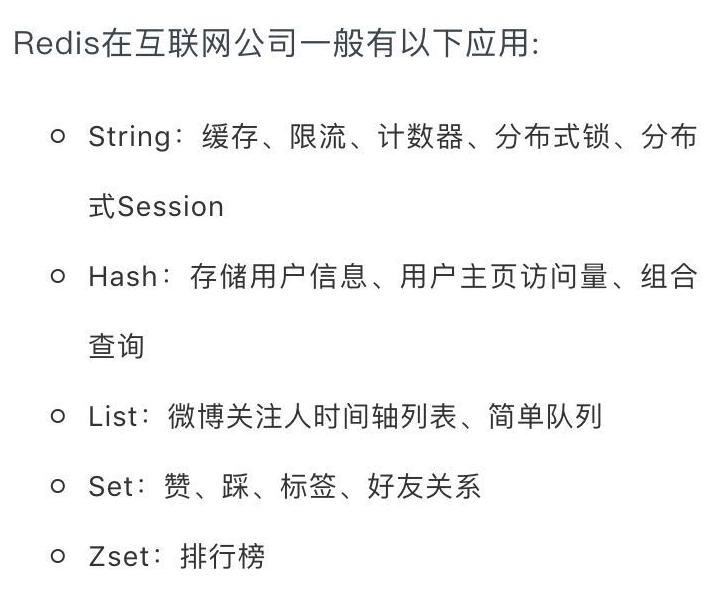 Redis在互联网公司一般有以下应用:
String：缓存、限流、计数器、分布式锁、分布
式Session
Hash：存储用户信息、用户主页访问量、组合
查询
List：微博关注人时间轴列表、简单队列
Set：赞、踩、标签、好友关系
Zset：排行榜